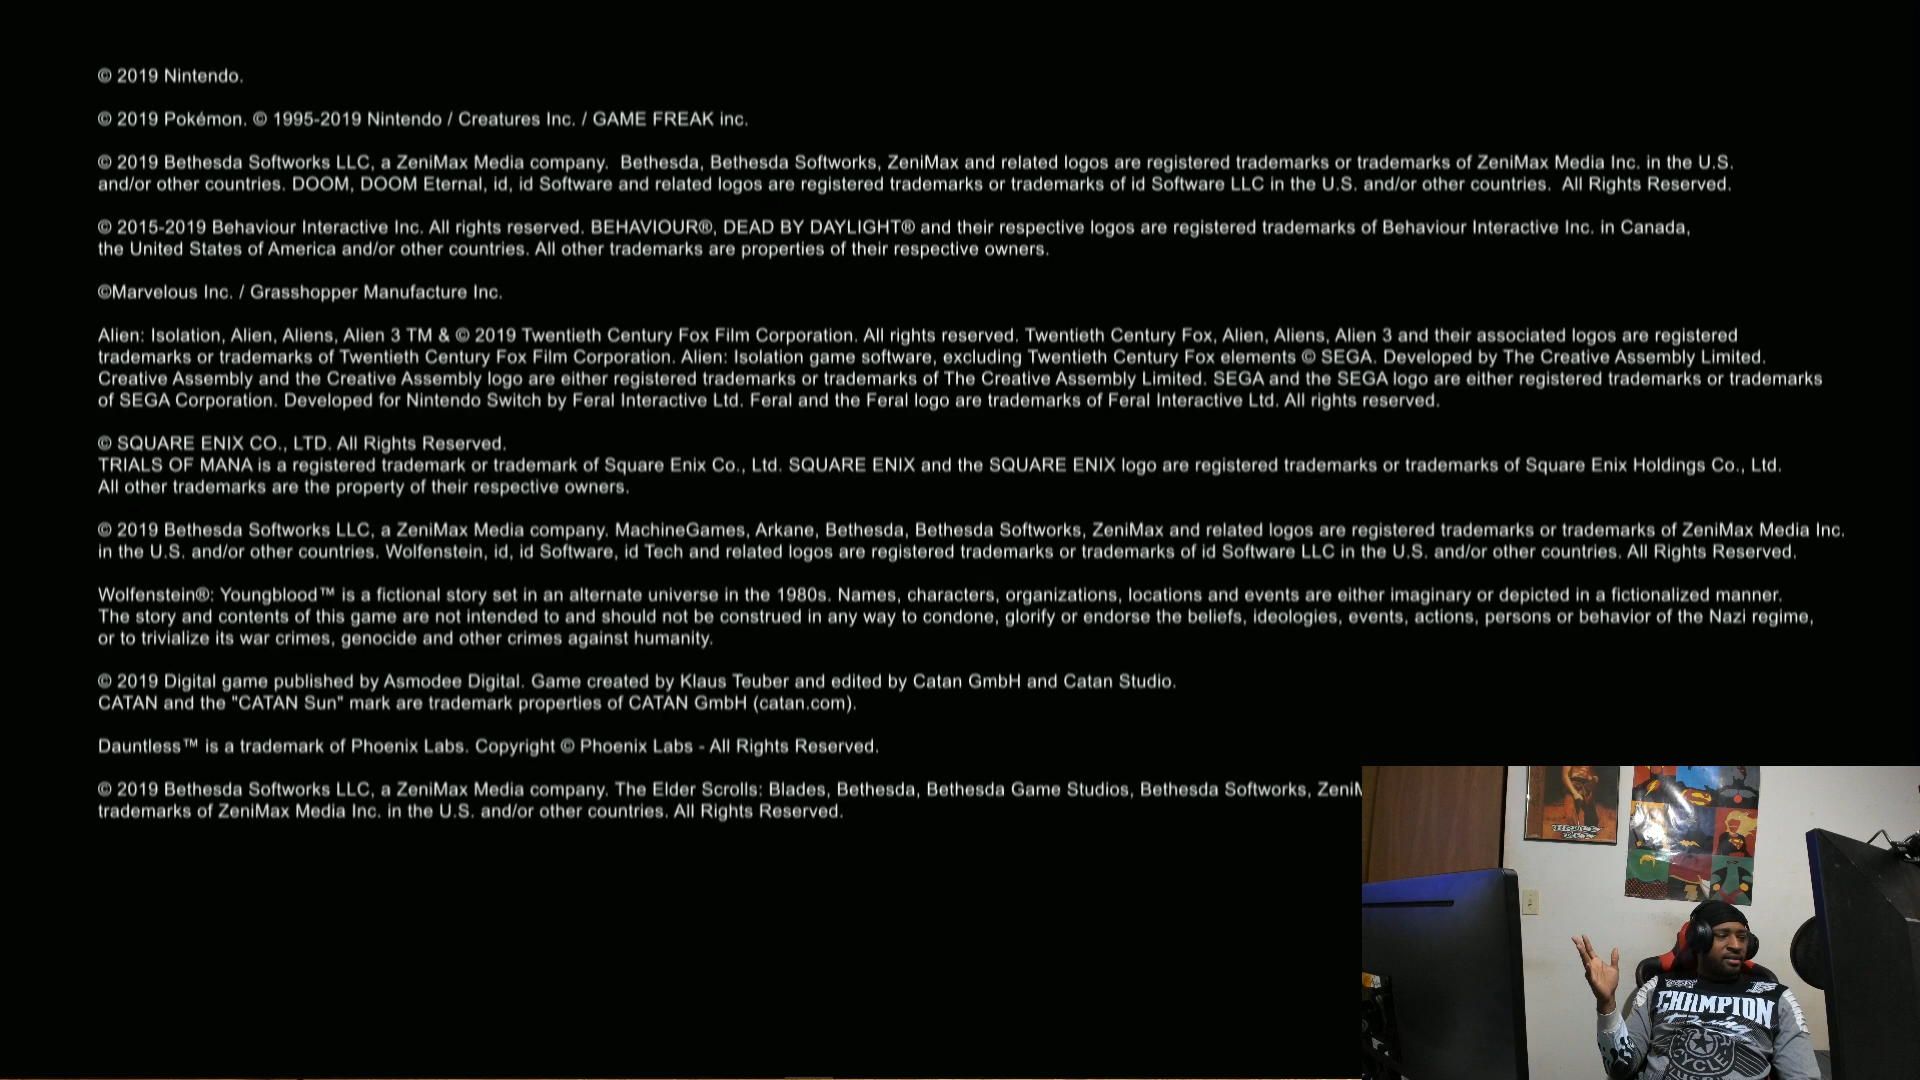 © 2019 Nintendo.
© 2019 Pokémon. © 1995-2019 Nintendo / Creatures Inc. / GAME FREAK inc.
© 2019 Bethesda Softworks LLC, a ZeniMax Media company.  Bethesda, Bethesda Softworks, ZeniMax and related logos are registered trademarks or trademarks of ZeniMax Media Inc. in the U.S.
and/or other countries. DOOM, DOOM Eternal, id, id Software and related logos are registered trademarks or trademarks of id Software LLC in the U.S. and/or other countries.  All Rights Reserved.
© 2015-2019 Behaviour Interactive Inc. All rights reserved. BEHAVIOUR®, DEAD BY DAYLIGHT® and their respective logos are registered trademarks of Behaviour Interactive Inc. in Canada,
the United States of America and/or other countries. All other trademarks are properties of their respective owners.
©Marvelous Inc. / Grasshopper Manufacture Inc.
Alien: Isolation, Alien, Aliens, Alien 3 TM & © 2019 Twentieth Century Fox Film Corporation. All rights reserved. Twentieth Century Fox, Alien, Aliens, Alien 3 and their associated logos are registered
trademarks or trademarks of Twentieth Century Fox Film Corporation. Alien: Isolation game software, excluding Twentieth Century Fox elements © SEGA. Developed by The Creative Assembly Limited.
Creative Assembly and the Creative Assembly logo are either registered trademarks or trademarks of The Creative Assembly Limited. SEGA and the SEGA logo are either registered trademarks or trademarks
of SEGA Corporation. Developed for Nintendo Switch by Feral Interactive Ltd. Feral and the Feral logo are trademarks of Feral Interactive Ltd. All rights reserved.
© SQUARE ENIX CO., LTD. All Rights Reserved.
TRIALS OF MANA is a registered trademark or trademark of Square Enix Co., Ltd. SQUARE ENIX and the SQUARE ENIX logo are registered trademarks or trademarks of Square Enix Holdings Co., Ltd.
All other trademarks are the property of their respective owners.
© 2019 Bethesda Softworks LLC, a ZeniMax Media company. MachineGames, Arkane, Bethesda, Bethesda Softworks, ZeniMax and related logos are registered trademarks or trademarks of ZeniMax Media Inc.
in the U.S. and/or other countries. Wolfenstein, id, id Software, id Tech and related logos are registered trademarks or trademarks of id Software LLC in the U.S. and/or other countries. All Rights Reserved.
Wolfenstein®: Youngblood™ is a fictional story set in an alternate universe in the 1980s. Names, characters, organizations, locations and events are either imaginary or depicted in a fictionalized manner.
The story and contents of this game are not intended to and should not be construed in any way to condone, glorify or endorse the beliefs, ideologies, events, actions, persons or behavior of the Nazi regime,
or to trivialize its war crimes, genocide and other crimes against humanity.
© 2019 Digital game published by Asmodee Digital. Game created by Klaus Teuber and edited by Catan GmbH and Catan Studio.
CATAN and the "CATAN Sun" mark are trademark properties of CATAN GmbH (catan.com).
Dauntless™ is a trademark of Phoenix Labs. Copyright © Phoenix Labs - All Rights Reserved.
© 2019 Bethesda Softworks LLC, a ZeniMax Media company. The Elder Scrolls: Blades, Bethesda, Bethesda Game Studios, Bethesda Softworks,
trademarks of ZeniMax Media Inc. in the U.S. and/or other countries. All Rights Reserved.
CHAMPION